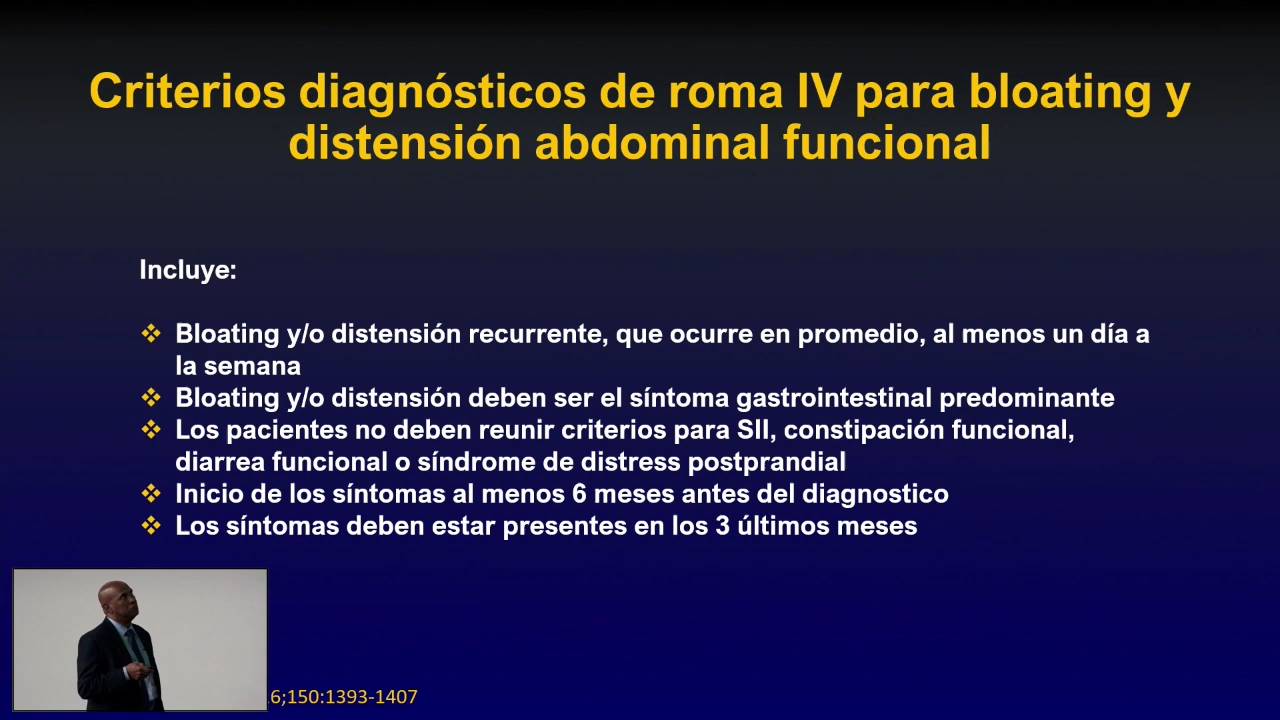 Criterios diagnósticos de roma IV para bloating y
distensión abdominal funcional
Incluye:
❖ Bloating y/o distensión recurrente, que ocurre en promedio, al menos un día a
la semana
❖ Bloating y/o distensión deben ser el síntoma gastrointestinal predominante
❖ Los pacientes no deben reunir criterios para SII, constipación funcional,
diarrea funcional o síndrome de distress postprandial
❖ Inicio de los síntomas al menos 6 meses antes del diagnostico
❖ Los síntomas deben estar presentes en los 3 últimos meses
6;150:1393-1407